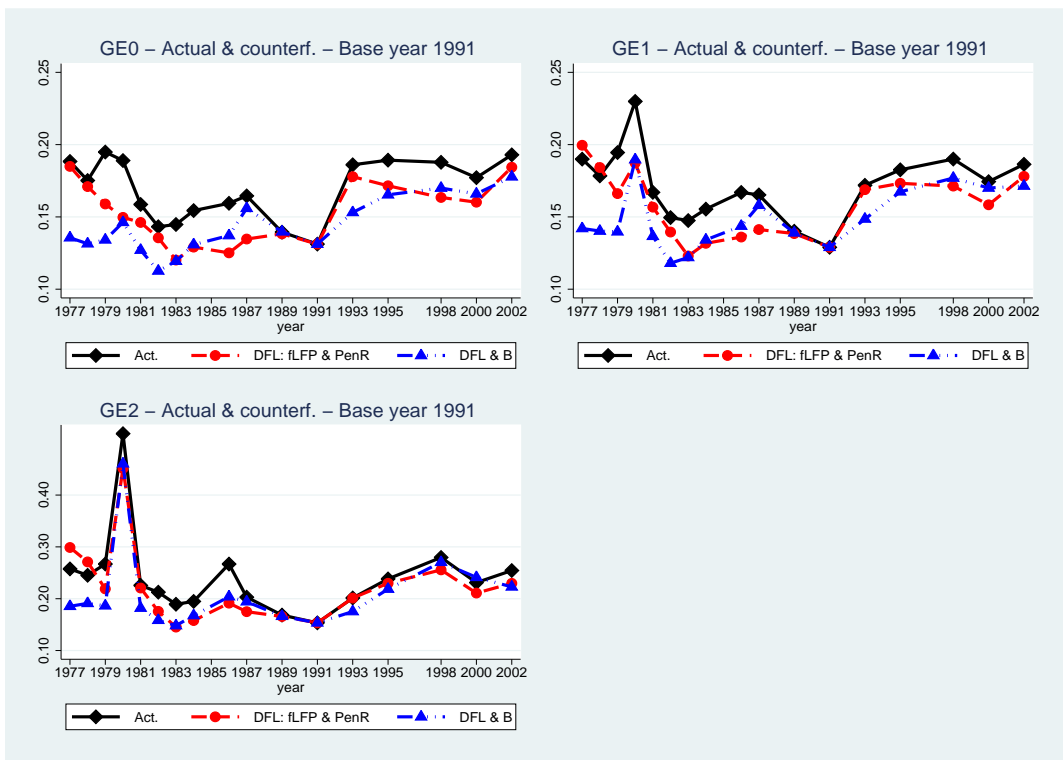 GE0 − Actual & counterf. − Base year 1991
0.25
0.20
0.15
0.10
1977 1979 1981 1983 1985 1987 1989 1991 1993 1995 1998 2000 2002
year
Act. DFL: fLFP & PenR DFL & B
GE1 − Actual & counterf. − Base year 1991
0.25
0.20
0.15
0.10
1977 1979 1981 1983 1985 1987 1989 1991 1993 1995 1998 2000 2002
year
Act. DFL: fLFP & PenR DFL & B
GE2 − Actual & counterf. − Base year 1991
0.40
0.30
0.20
0.10
1977 1979 1981 1983 1985 1987 1989 1991 1993 1995 1998 2000 2002
year
Act. DFL: fLFP & PenR DFL & B